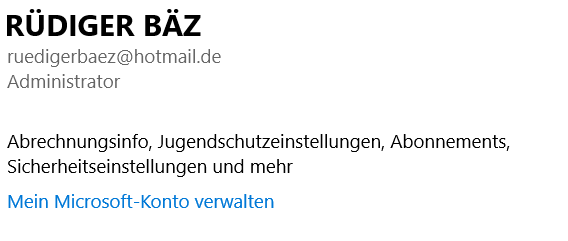 RÜDIGER BÄZ
ruedigerbaez@hotmail.de
Administrator
Abrechnungsinfo, Jugendschutzeinstellungen, Abonnements,
Sicherheitseinstellungen und mehr
Mein Microsoft-Konto verwalten